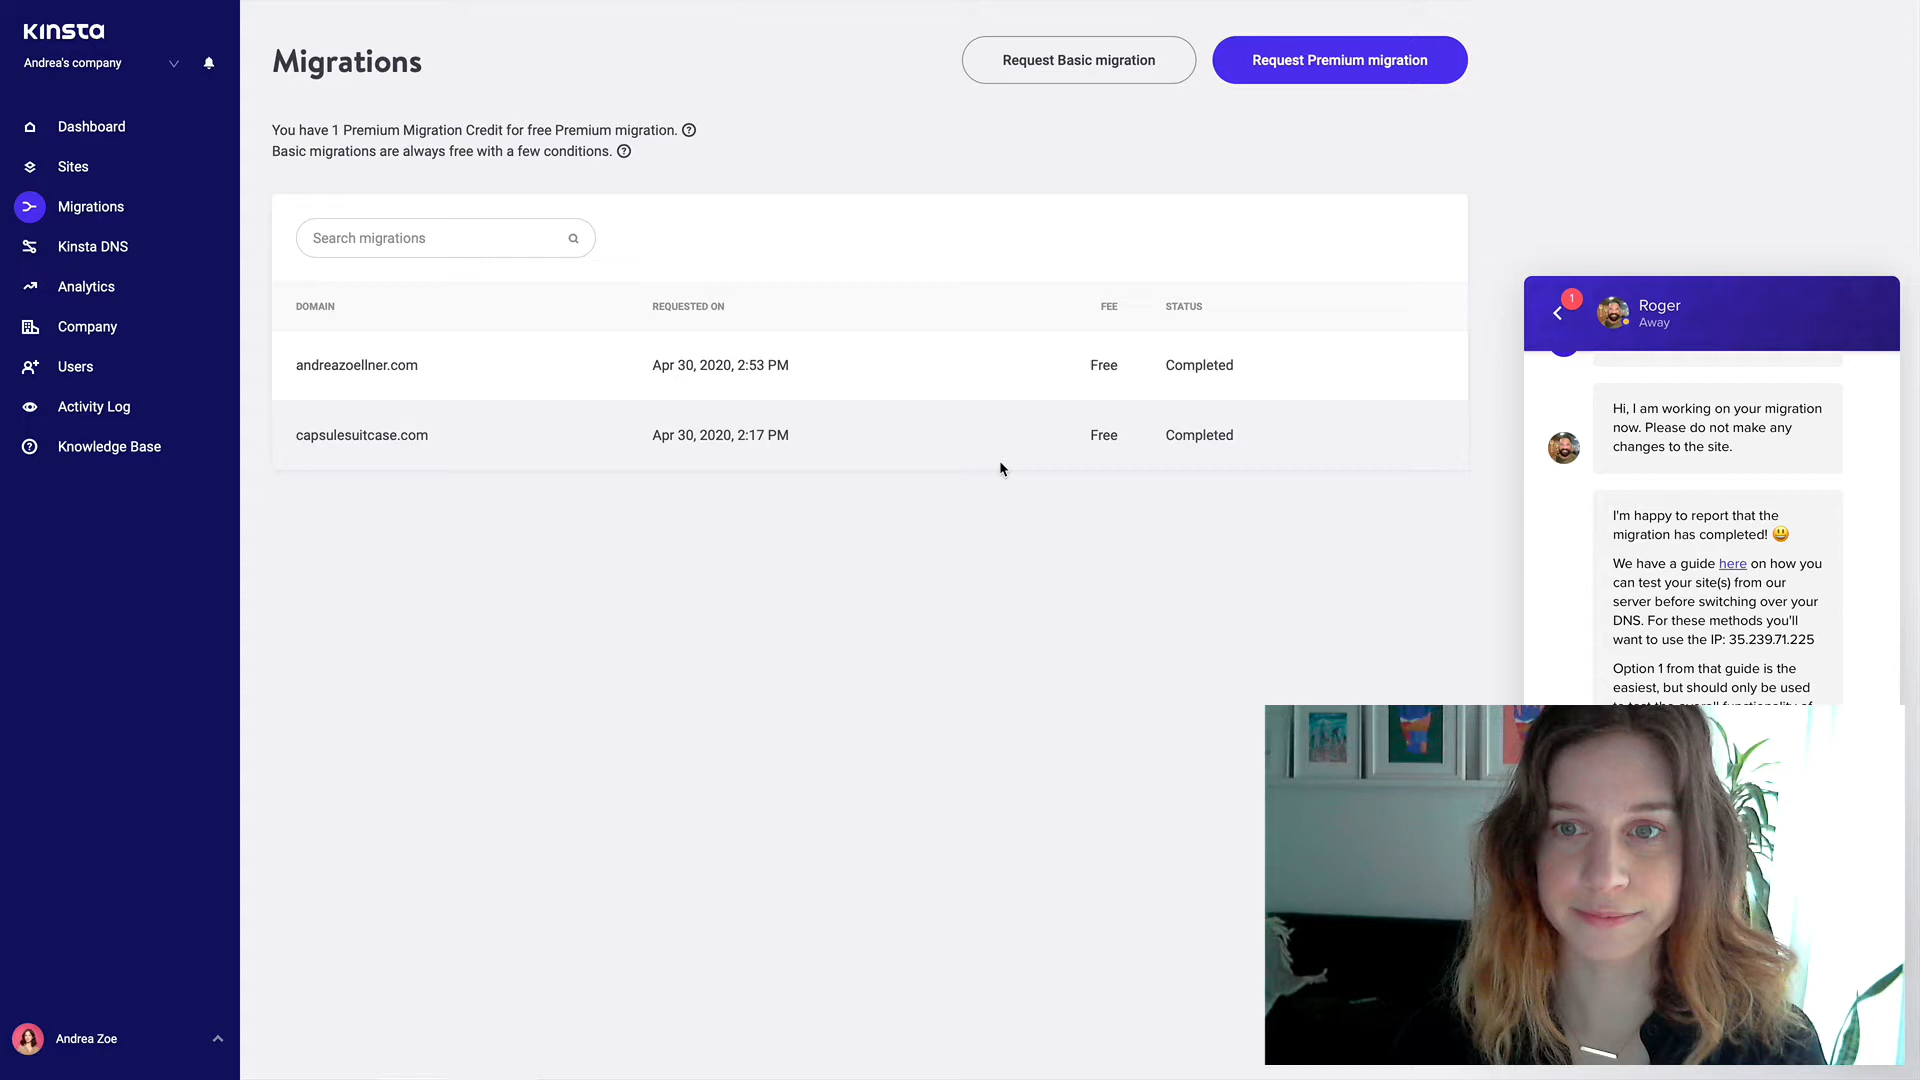 Kinsta
Andrea's company
Dashboard
Sites
Migrations
Kinsta DNS
Analytics
Company
Users
Activity Log
Knowledge Base
Andrea Zoe
Migrations
Request Basic migration
Request Premium migration
You have 1 Premium Migration Credit for free Premium migration.
Basic migrations are always free with a few conditions.
Search migrations
DOMAIN REQUESTED ON FEE STATUS
andreazoellner.com Apr 30, 2020, 2:53 PM Free Completed
capsulesuitcase.com Apr 30, 2020, 2:17 PM Free Completed
1
Roger
Away
Hi, I am working on your migration
now. Please do not make any
changes to the site.
I'm happy to report that the
migration has completed! 😃
We have a guide here on how you
can test your site(s) from our
server before switching over your
DNS. For these methods you'll
want to use the IP: 35.239.71.225
Option 1 from that guide is the
easiest, but should only be used
to test the overall functionality of